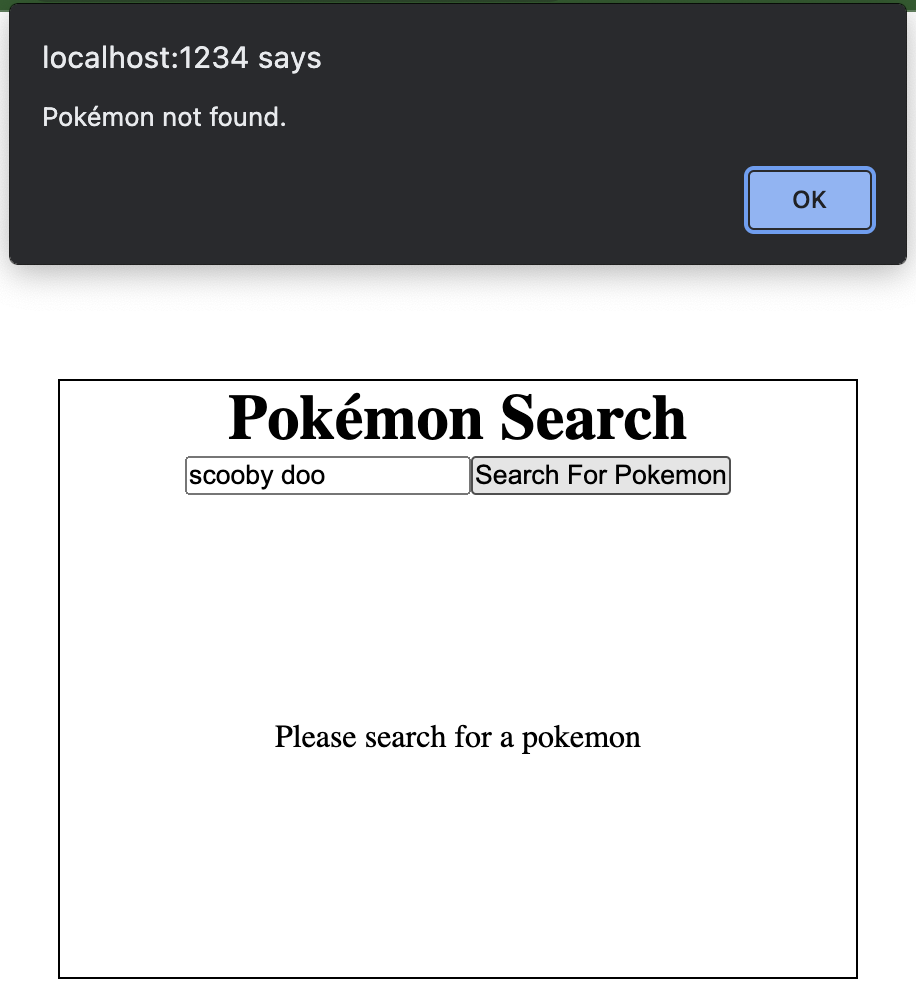 localhost:1234 says
Pokémon not found.
OK
Pokémon Search
scooby doo Search For Pokemon
Please search for a pokemon